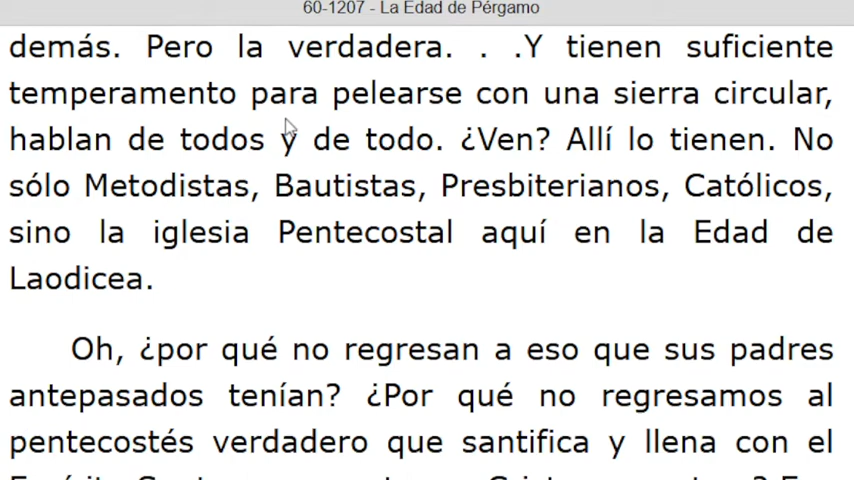 60-1207 - La Edad de Pérgamo
demás. Pero la verdadera. . .Y tienen suficiente
temperamento para pelearse con una sierra circular,
hablan de todos y de todo. ¿Ven? Allí lo tienen. No
sólo Metodistas, Bautistas, Presbiterianos, Católicos,
sino la iglesia Pentecostal aquí en la Edad de
Laodicea.
Oh, ¿por qué no regresan a eso que sus padres
antepasados tenían? ¿Por qué no regresamos al
pentecostés verdadero que santifica y llena con el